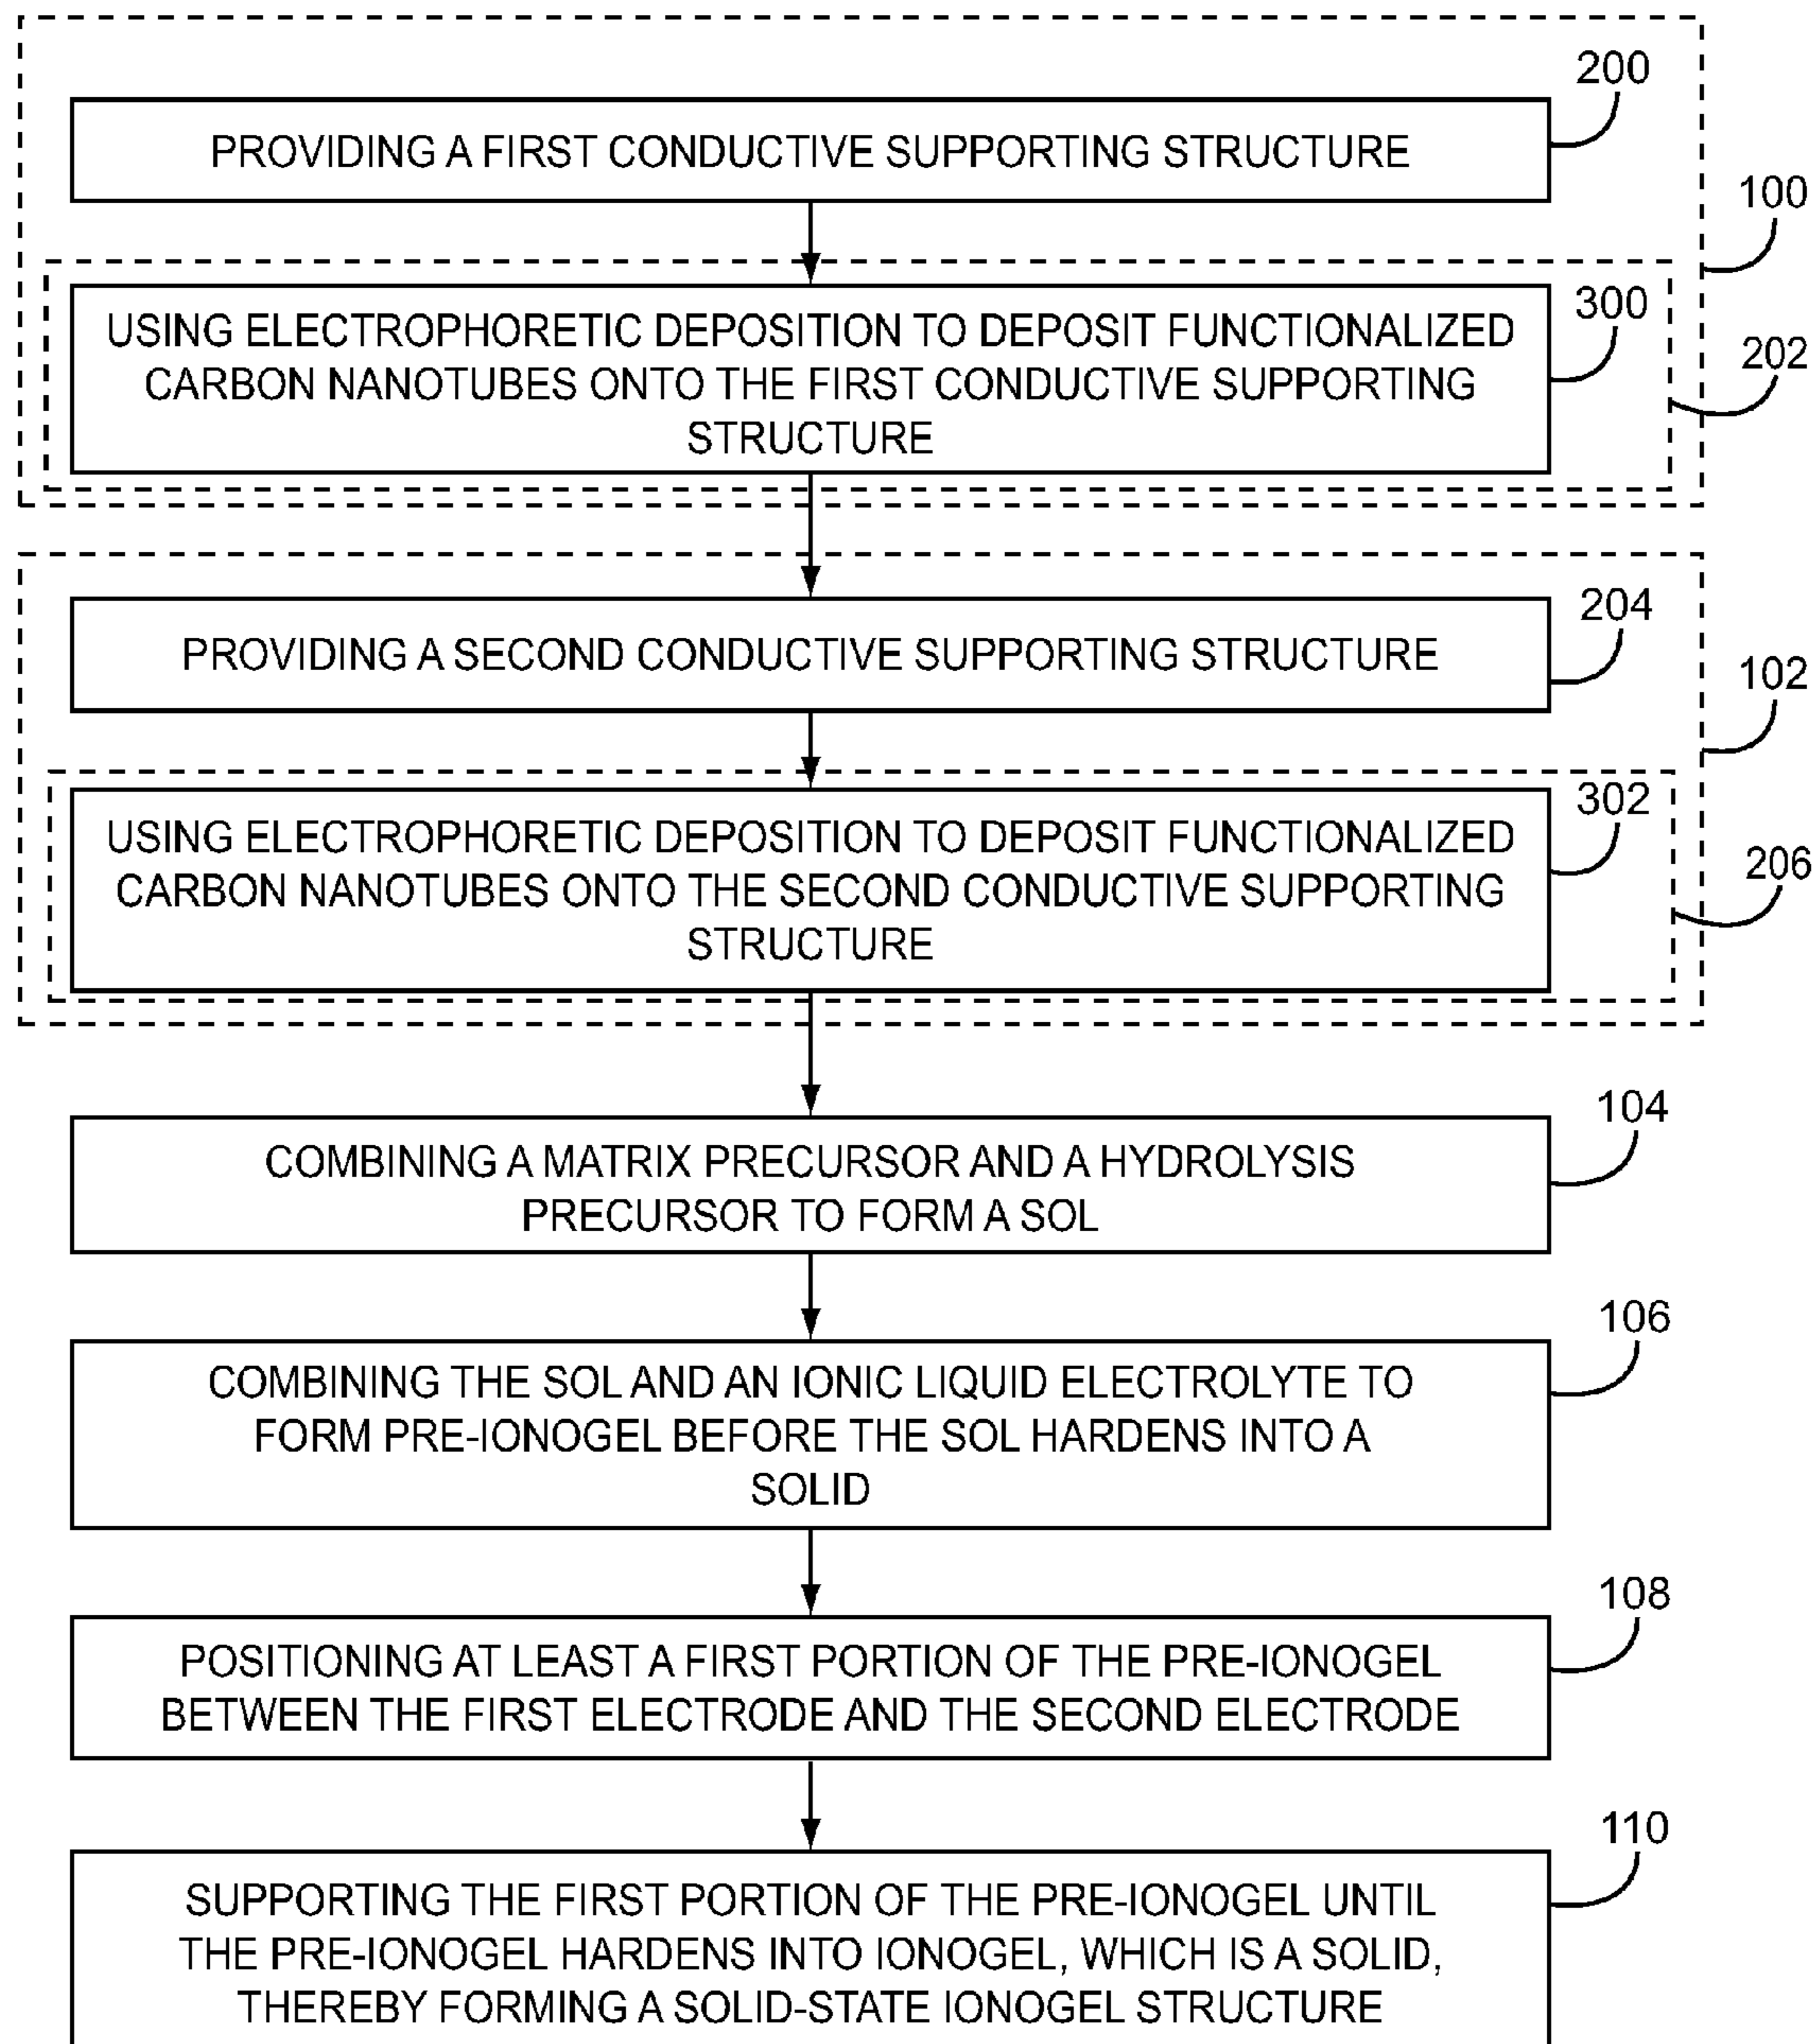 200
PROVIDING A FIRST CONDUCTIVE SUPPORTING STRUCTURE
100
300
USING ELECTROPHORETIC DEPOSITION TO DEPOSIT FUNCTIONALIZED
CARBON NANOTUBES ONTO THE FIRST CONDUCTIVE SUPPORTING
STRUCTURE
202
204
PROVIDING A SECOND CONDUCTIVE SUPPORTING STRUCTURE
102
302
USING ELECTROPHORETIC DEPOSITION TO DEPOSIT FUNCTIONALIZED
CARBON NANOTUBES ONTO THE SECOND CONDUCTIVE SUPPORTING
STRUCTURE
206
104
COMBINING A MATRIX PRECURSOR AND A HYDROLYSIS
PRECURSOR TO FORM A SOL
106
COMBINING THE SOL AND AN IONIC LIQUID ELECTROLYTE TO
FORM PRE-IONOGEL BEFORE THE SOL HARDENS INTO A
SOLID
108
POSITIONING AT LEAST A FIRST PORTION OF THE PRE-IONOGEL
BETWEEN THE FIRST ELECTRODE AND THE SECOND ELECTRODE
110
SUPPORTING THE FIRST PORTION OF THE PRE-IONOGEL UNTIL
THE PRE-IONOGEL HARDENS INTO IONOGEL, WHICH IS A SOLID,
THEREBY FORMING A SOLID-STATE IONOGEL STRUCTURE